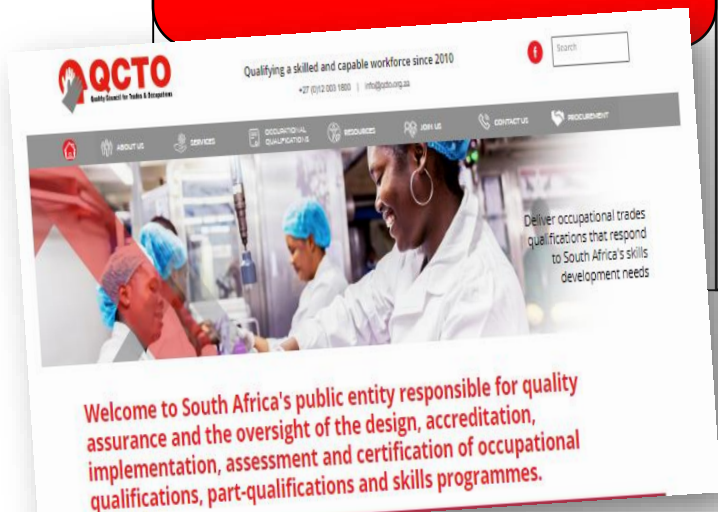 QCTO
Quality Council for Trades & Occupations
Qualifying a skilled and capable workforce since 2010
+27 (0)12 003 1800 | info@qcto.org.za
Search
ABOUT US
SERVICES
OCCUPATIONAL
QUALIFICATIONS
RESOURCES
JOIN US
CONTACT US
PROCUREMENT
Deliver occupational trades
qualifications that respond
to South Africa's skills
development needs
Welcome to South Africa's public entity responsible for quality
assurance and the oversight of the design, accreditation,
implementation, assessment and certification of occupational
qualifications, part-qualifications and skills programmes.